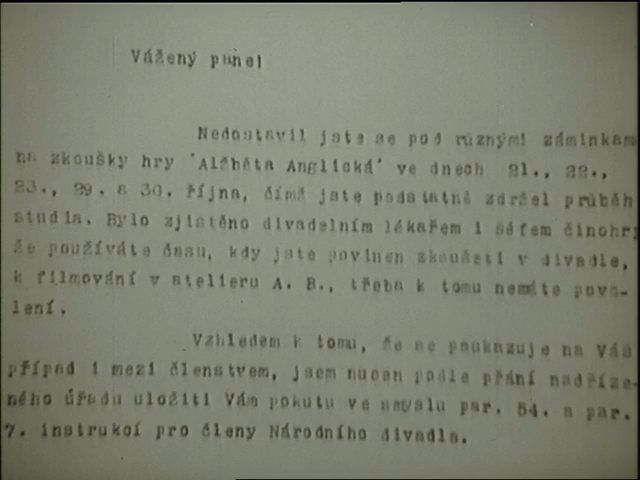 Vážený pane!
Nedostavil jste se pod různými záminkam
na zkoušky hry 'Alžběta Anglická' ve dnech 21., 22.,
23., 29. a 30. října, čímž jste podstatně zdržel průběh
studia. Bylo zjištěno divadelním lékařem i šéfem činohry
že používáte času, kdy jste povinen zkoušeti v divadle,
k filmování v atelieru A. B., třeba k tomu nemáte povo-
lení.
Vzhledem k tomu, že se poukazuje na Váš
případ i mezi členstvem, jsem nucen podle přání nadříze-
ného úřadu uložiti Vám pokutu ve smyslu par. 54. a par.
7. instrukcí pro členy Národního divadla.